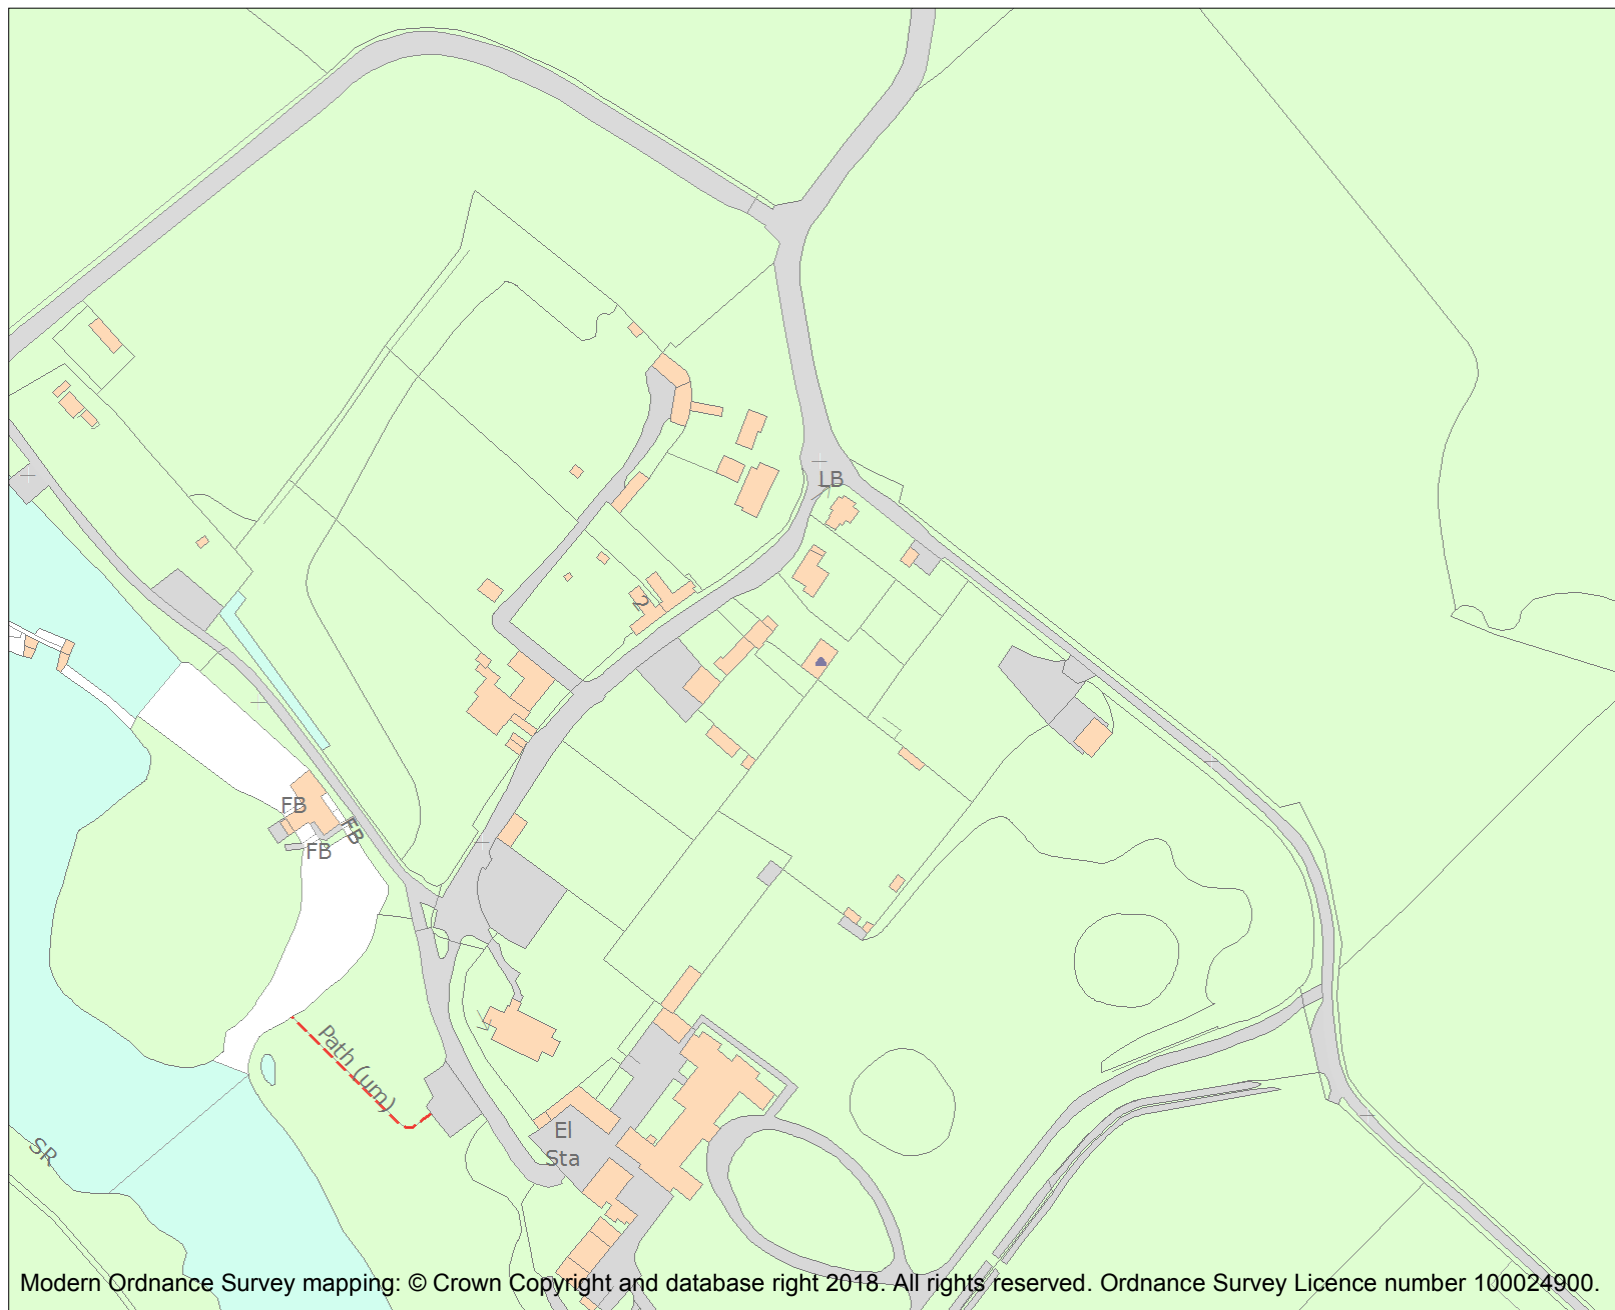 LB
2
FB
FB
FB
Path (um)
El
Sta
SR
Modern Ordnance Survey mapping: © Crown Copyright and database right 2018. All rights reserved. Ordnance Survey Licence number 100024900.